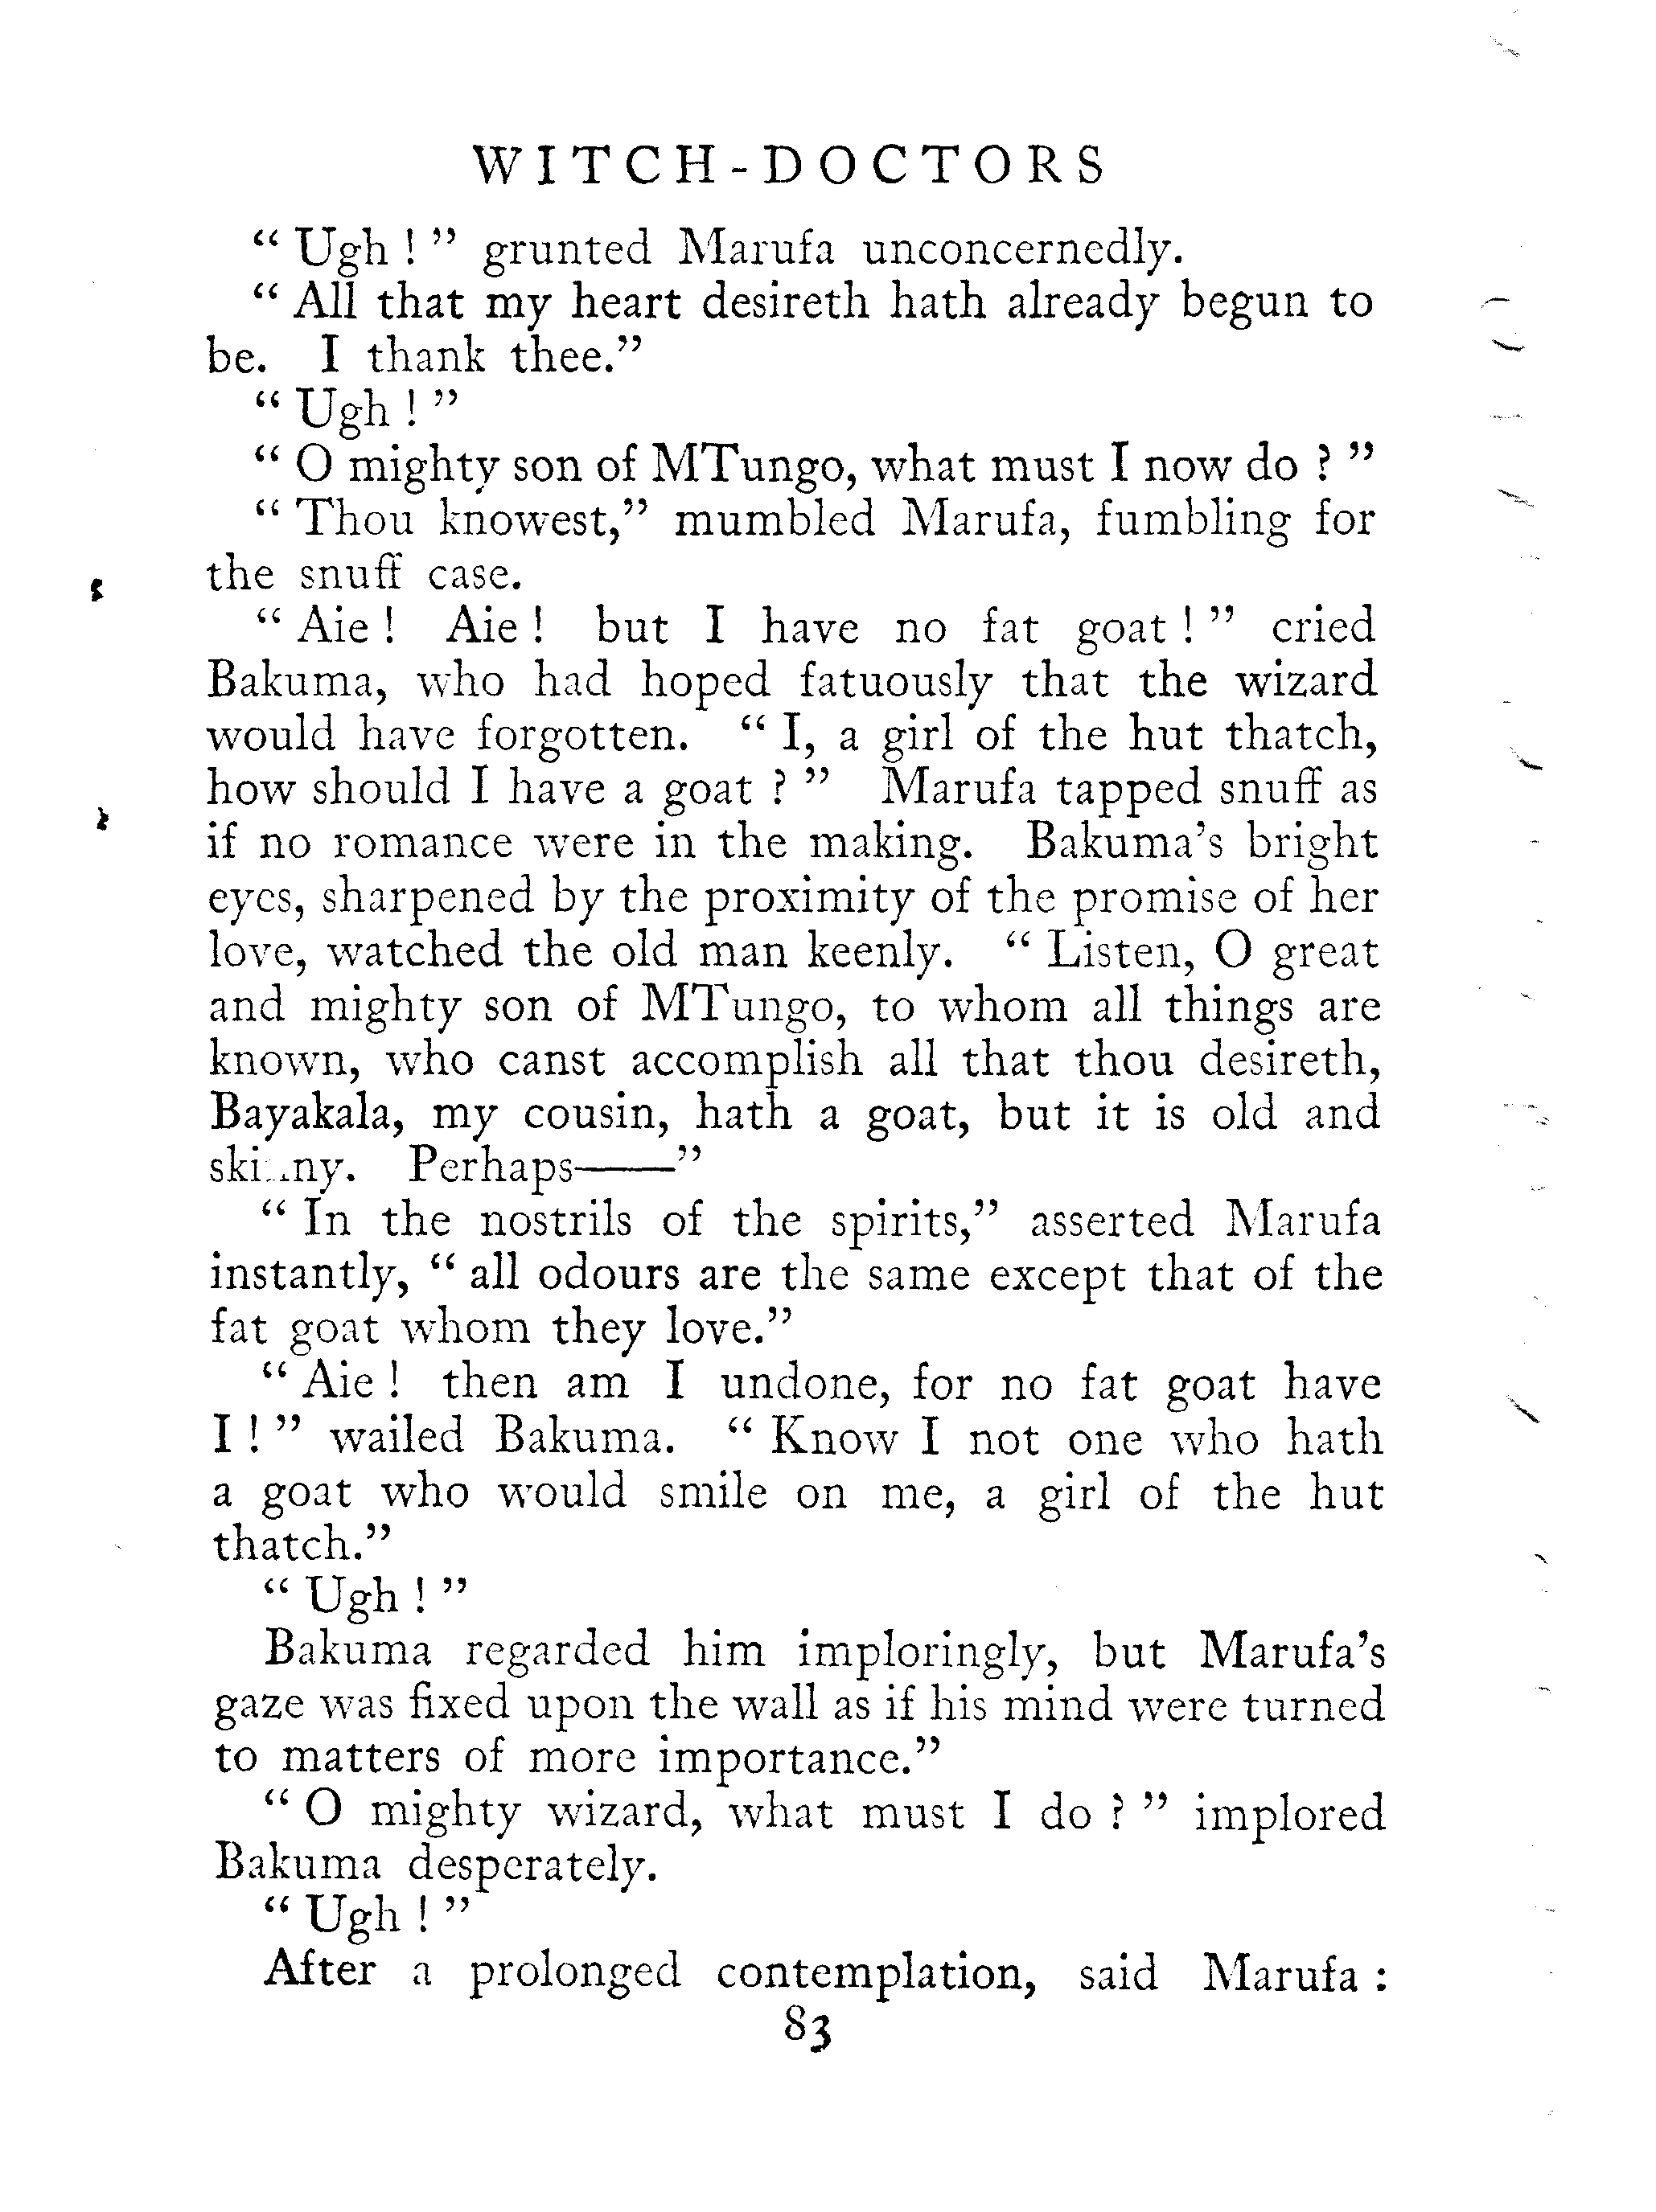 WITCH-DOCTORS
“ Ugh ! ” grunted Marufa unconcernedly.
“ All that my heart desireth hath already begun to
be. I thank thee.”
“ Ugh ! ”
“ O mighty son of MTungo, what must I now do ? ”
“ Thou knowest,” mumbled Marufa, fumbling for
the snuff case.
“ Aie ! Aie ! but I have no fat goat ! ” cried
Bakuma, who had hoped fatuously that the wizard
would have forgotten. “ I, a girl of the hut thatch,
how should I have a goat ? ” Marufa tapped snuff as
if no romance were in the making. Bakuma’s bright
eyes, sharpened by the proximity of the promise of her
love, watched the old man keenly. “ Listen, O great
and mighty son of MTungo, to whom all things are
known, who canst accomplish all that thou desireth,
Bayakala, my cousin, hath a goat, but it is old and
skinny. Perhaps——”
“ In the nostrils of the spirits,” asserted Marufa
instantly, “ all odours are the same except that of the
fat goat whom they love.”
“ Aie ! then am I undone, for no fat goat have
I ! ” wailed Bakuma. “ Know I not one who hath
a goat who would smile on me, a girl of the hut
thatch.”
“ Ugh ! ”
Bakuma regarded him imploringly, but Marufa’s
gaze was fixed upon the wall as if his mind were turned
to matters of more importance.”
“ O mighty wizard, what must I do ? ” implored
Bakuma desperately.
“ Ugh ! ”
After a prolonged contemplation, said Marufa :
83